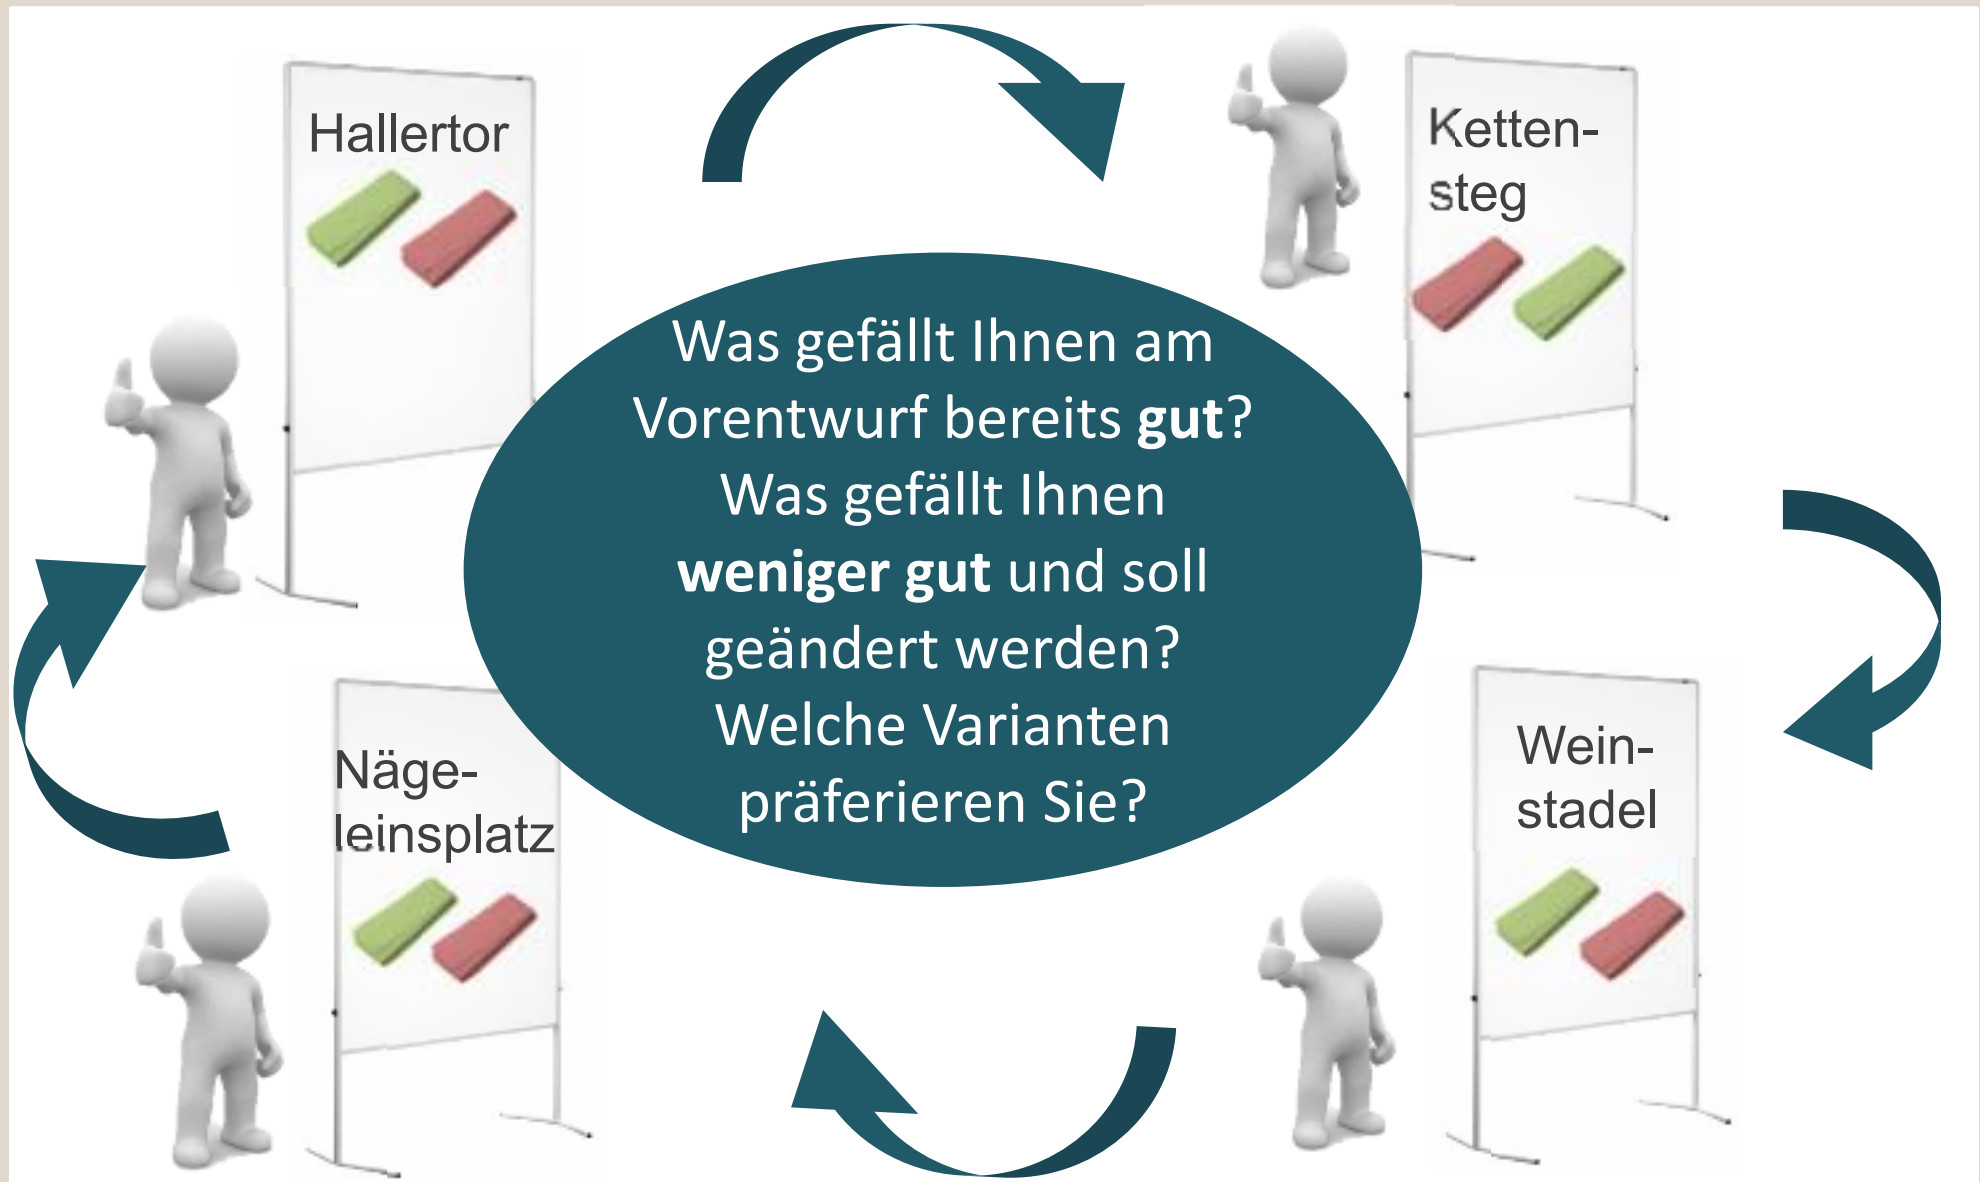 Hallertor
Ketten-
steg
Was gefällt Ihnen am
Vorentwurf bereits gut?
Was gefällt Ihnen
weniger gut und soll
geändert werden?
Welche Varianten
präferieren Sie?
Näge-
leinsplatz
Wein-
stadel